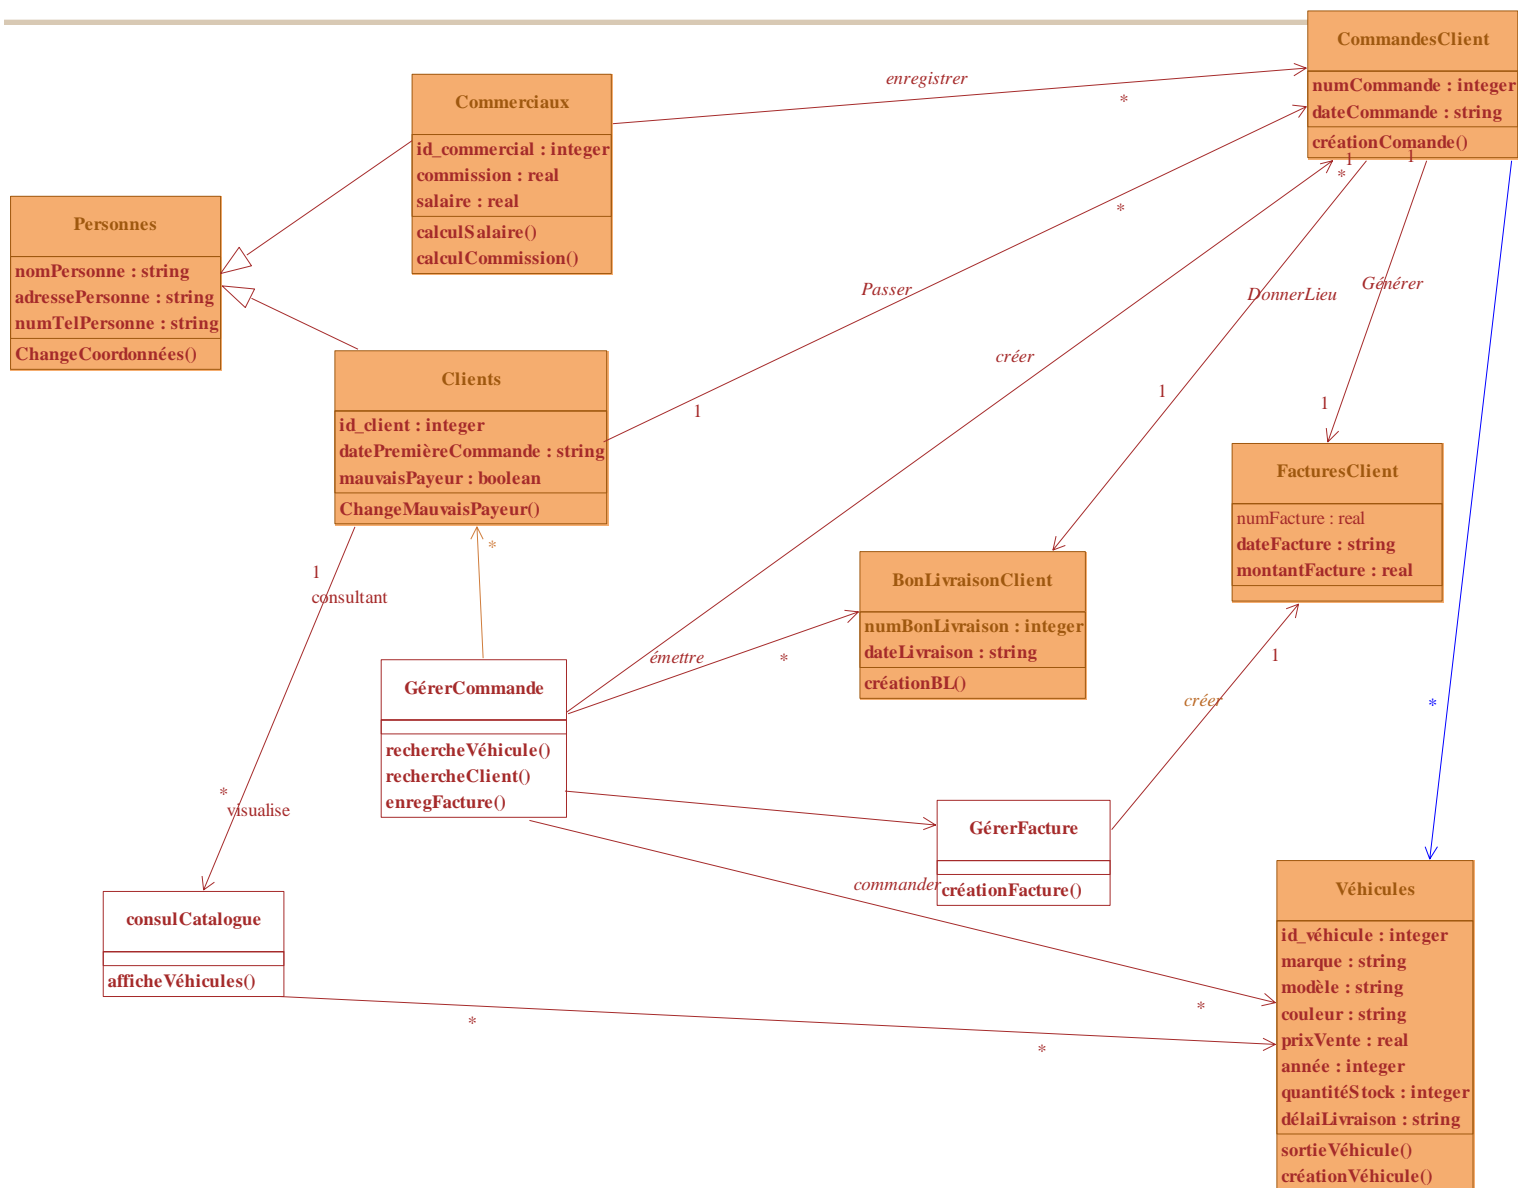 CommandesClient
numCommande : integer
dateCommande : string
créationComande()
enregistrer
*
Commerciaux
id_commercial : integer
commission : real
salaire : real
calculSalaire()
calculCommission()
1
1
*
*
Personnes
nomPersonne : string
adressePersonne : string
numTelPersonne : string
ChangeCoordonnées()
Passer
DonnerLieu
Générer
créer
Clients
id_client : integer
datePremièreCommande : string
mauvaisPayeur : boolean
ChangeMauvaisPayeur()
1
1
1
FacturesClient
numFacture : real
dateFacture : string
montantFacture : real
*
1
consultant
BonLivraisonClient
numBonLivraison : integer
dateLivraison : string
créationBL()
émettre
*
1
créer
*
GérerCommande
rechercheVéhicule()
rechercheClient()
enregFacture()
*
visualise
GérerFacture
créationFacture()
commander
consulCatalogue
afficheVéhicules()
*
*
*
Véhicules
id_véhicule : integer
marque : string
modèle : string
couleur : string
prixVente : real
année : integer
quantitéStock : integer
délaiLivraison : string
sortieVéhicule()
créationVéhicule()